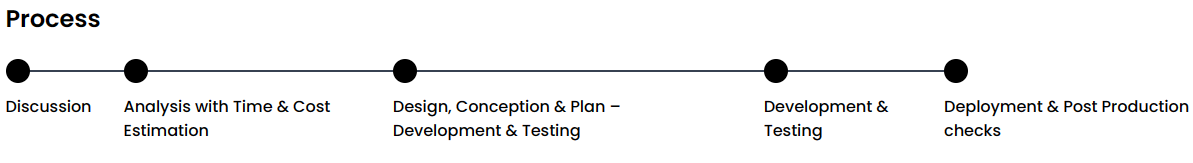 Process
Discussion
Analysis with Time & Cost
Estimation
Design, Conception & Plan –
Development & Testing
Development &
Testing
Deployment & Post Production
checks